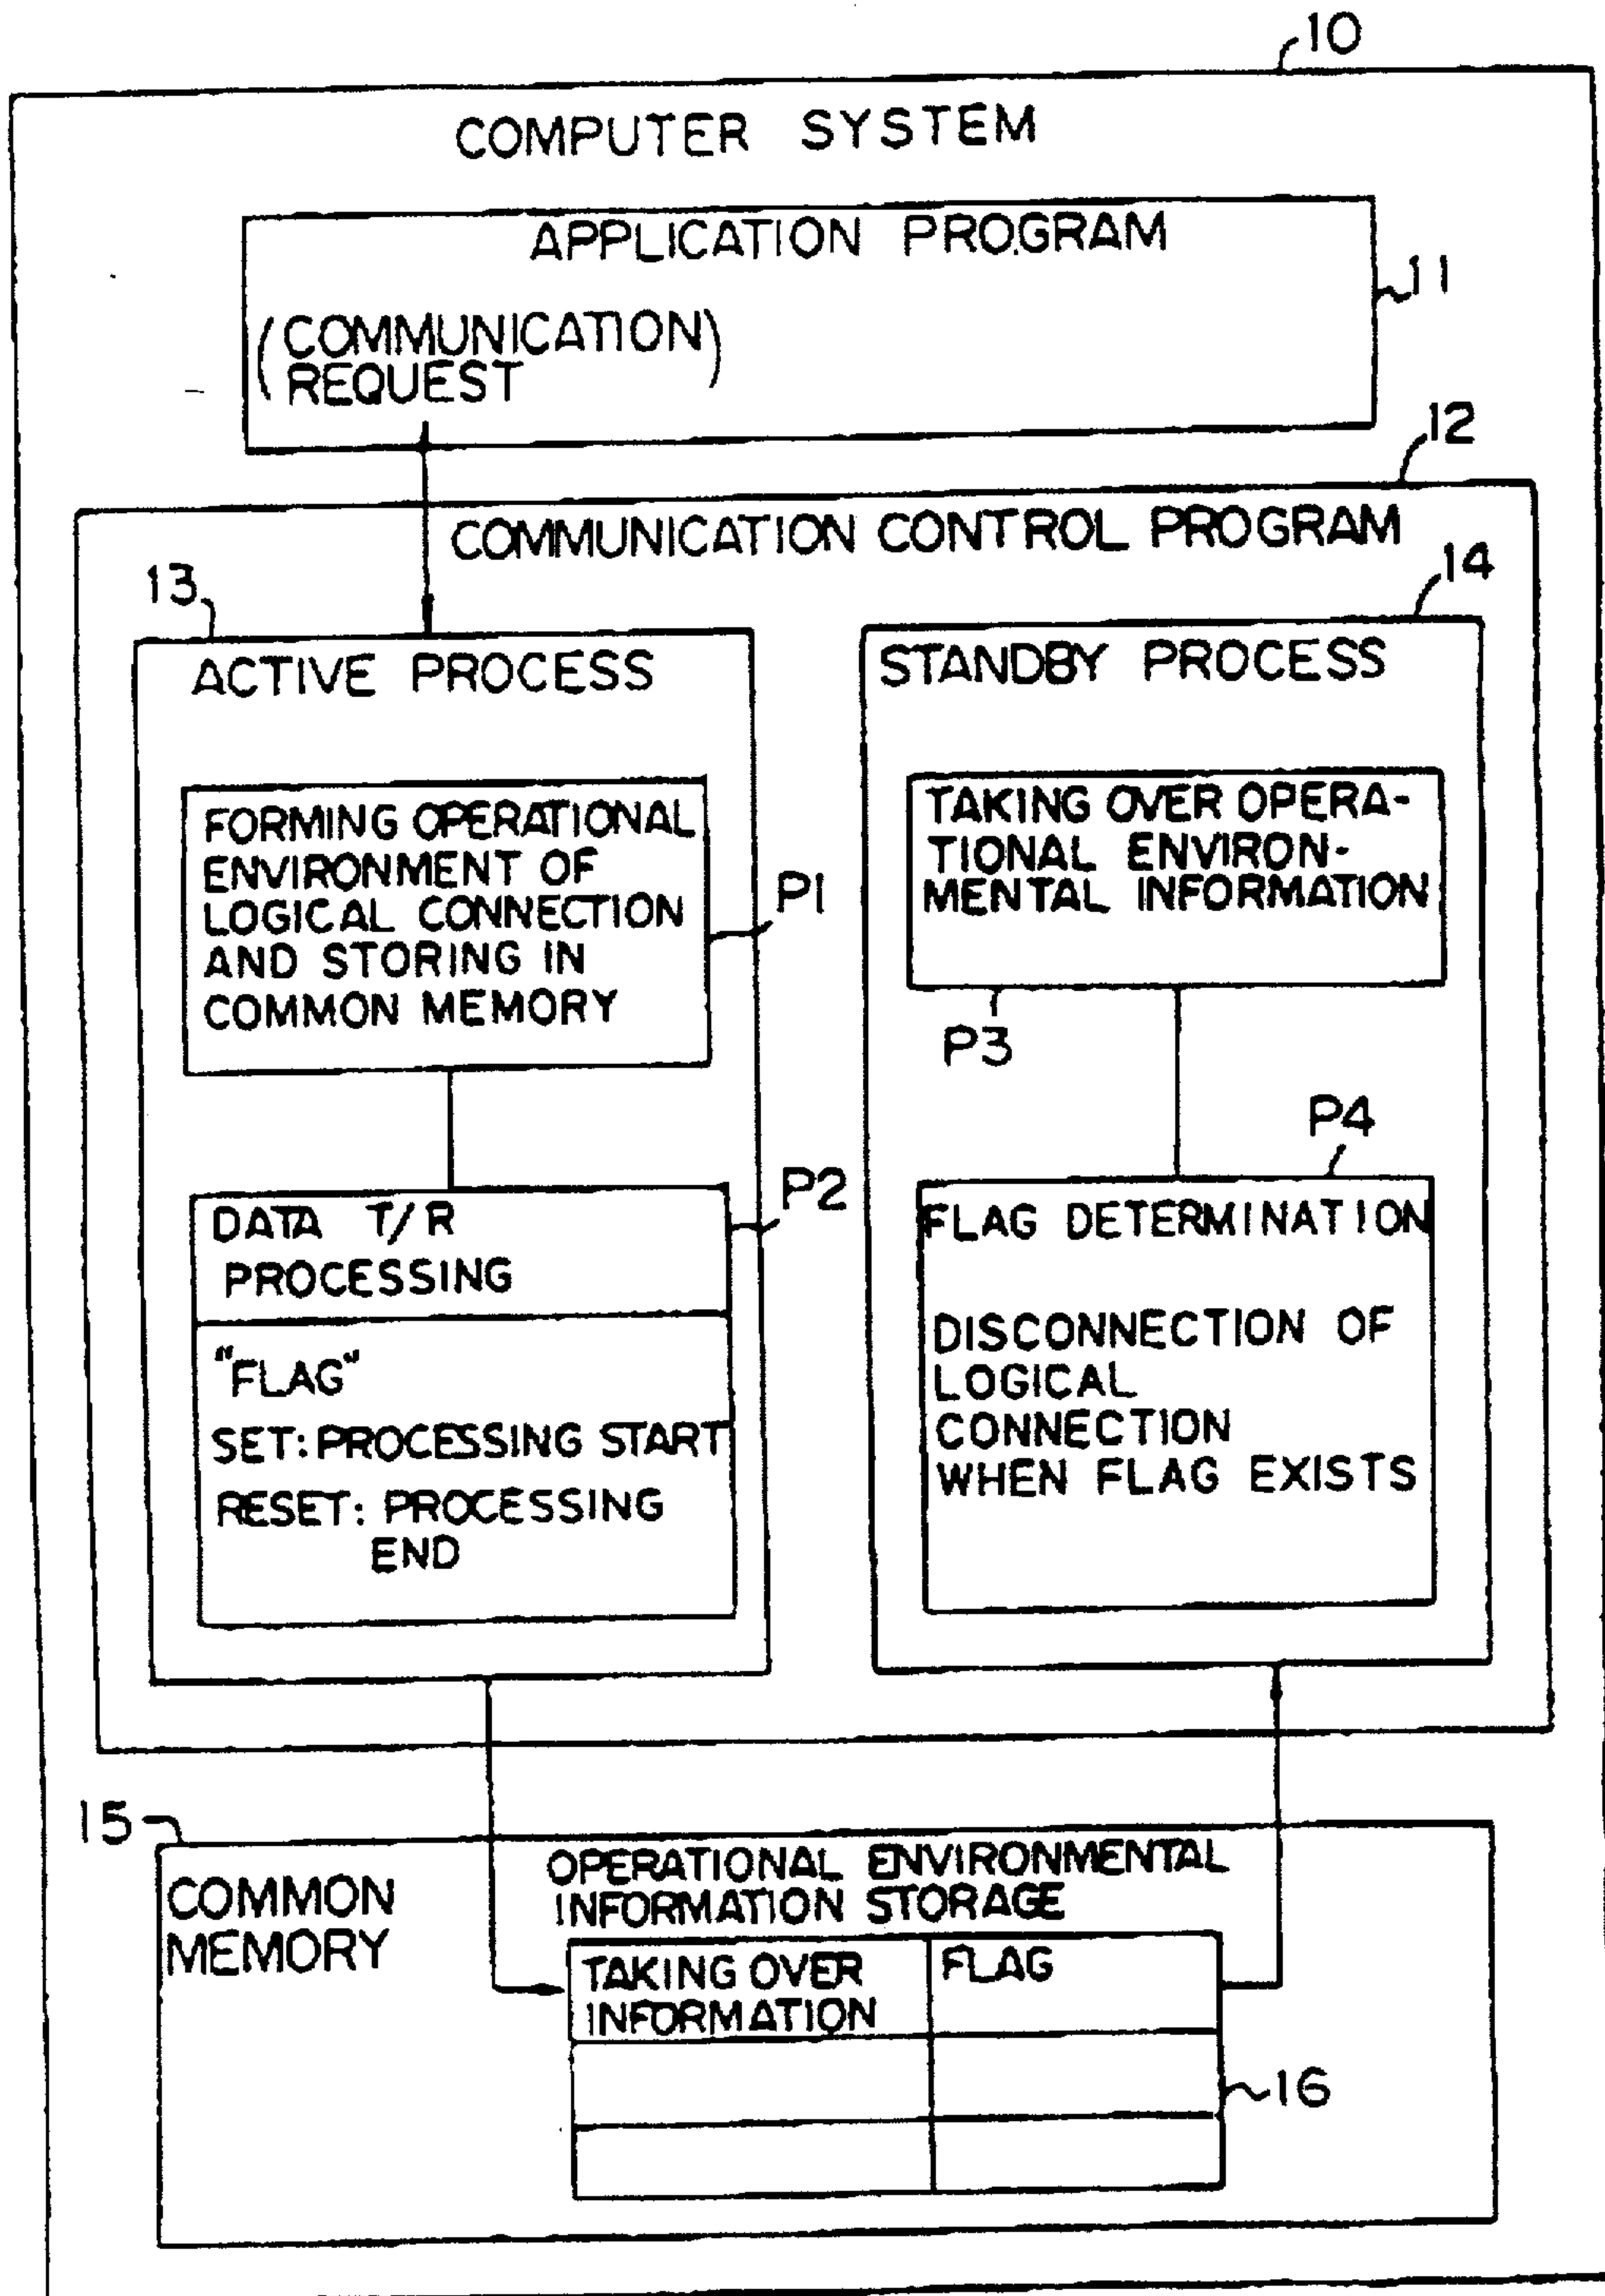 10
COMPUTER SYSTEM
APPLICATION PROGRAM
11
(COMMUNICATION
REQUEST)
12
COMMUNICATION CONTROL PROGRAM
13
14
ACTIVE PROCESS
FORMING OPERATIONAL
ENVIRONMENT OF
LOGICAL CONNECTION
AND STORING IN
COMMON MEMORY
P1
DATA T/R
PROCESSING
P2
"FLAG"
SET: PROCESSING START
RESET: PROCESSING
END
STANDBY PROCESS
TAKING OVER OPERA-
TIONAL ENVIRON-
MENTAL INFORMATION
P3
P4
FLAG DETERMINATION
DISCONNECTION OF
LOGICAL
CONNECTION
WHEN FLAG EXISTS
15
COMMON
MEMORY
OPERATIONAL ENVIRONMENTAL
INFORMATION STORAGE
TAKING OVER
INFORMATION
FLAG
16